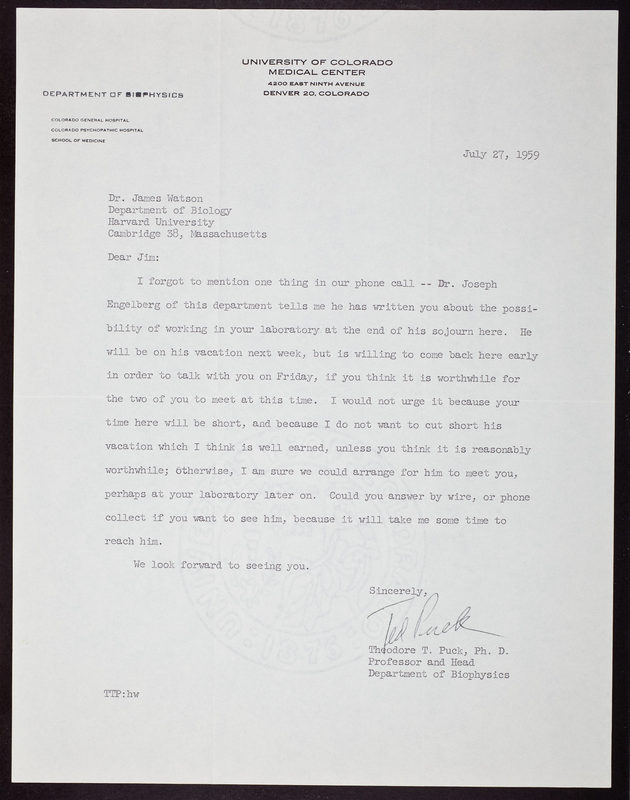 UNIVERSITY OF COLORADO
MEDICAL CENTER
4200 EAST NINTH AVENUE
DENVER 20, COLORADO
DEPARTMENT OF BIOPHYSICS
COLORADO GENERAL HOSPITAL
COLORADO PSYCHOPATHIC HOSPITAL
SCHOOL OF MEDICINE
July 27, 1959
Dr. James Watson
Department of Biology
Harvard University
Cambridge 38, Massachusetts
Dear Jim:
I forgot to mention one thing in our phone call -- Dr. Joseph
Engelberg of this department tells me he has written you about the possi-
bility of working in your laboratory at the end of his sojourn here. He
will be on his vacation next week, but is willing to come back here early
in order to talk with you on Friday, if you think it is worthwhile for
the two of you to meet at this time. I would not urge it because your
time here will be short, and because I do not want to cut short his
vacation which I think is well earned, unless you think it is reasonably
worthwhile; otherwise, I am sure we could arrange for him to meet you,
perhaps at your laboratory later on. Could you answer by wire, or phone
collect if you want to see him, because it will take me some time to
reach him.
We look forward to seeing you.
Sincerely,
Ted Puck
Theodore T. Puck, Ph. D.
Professor and Head
Department of Biophysics
TTP:hw